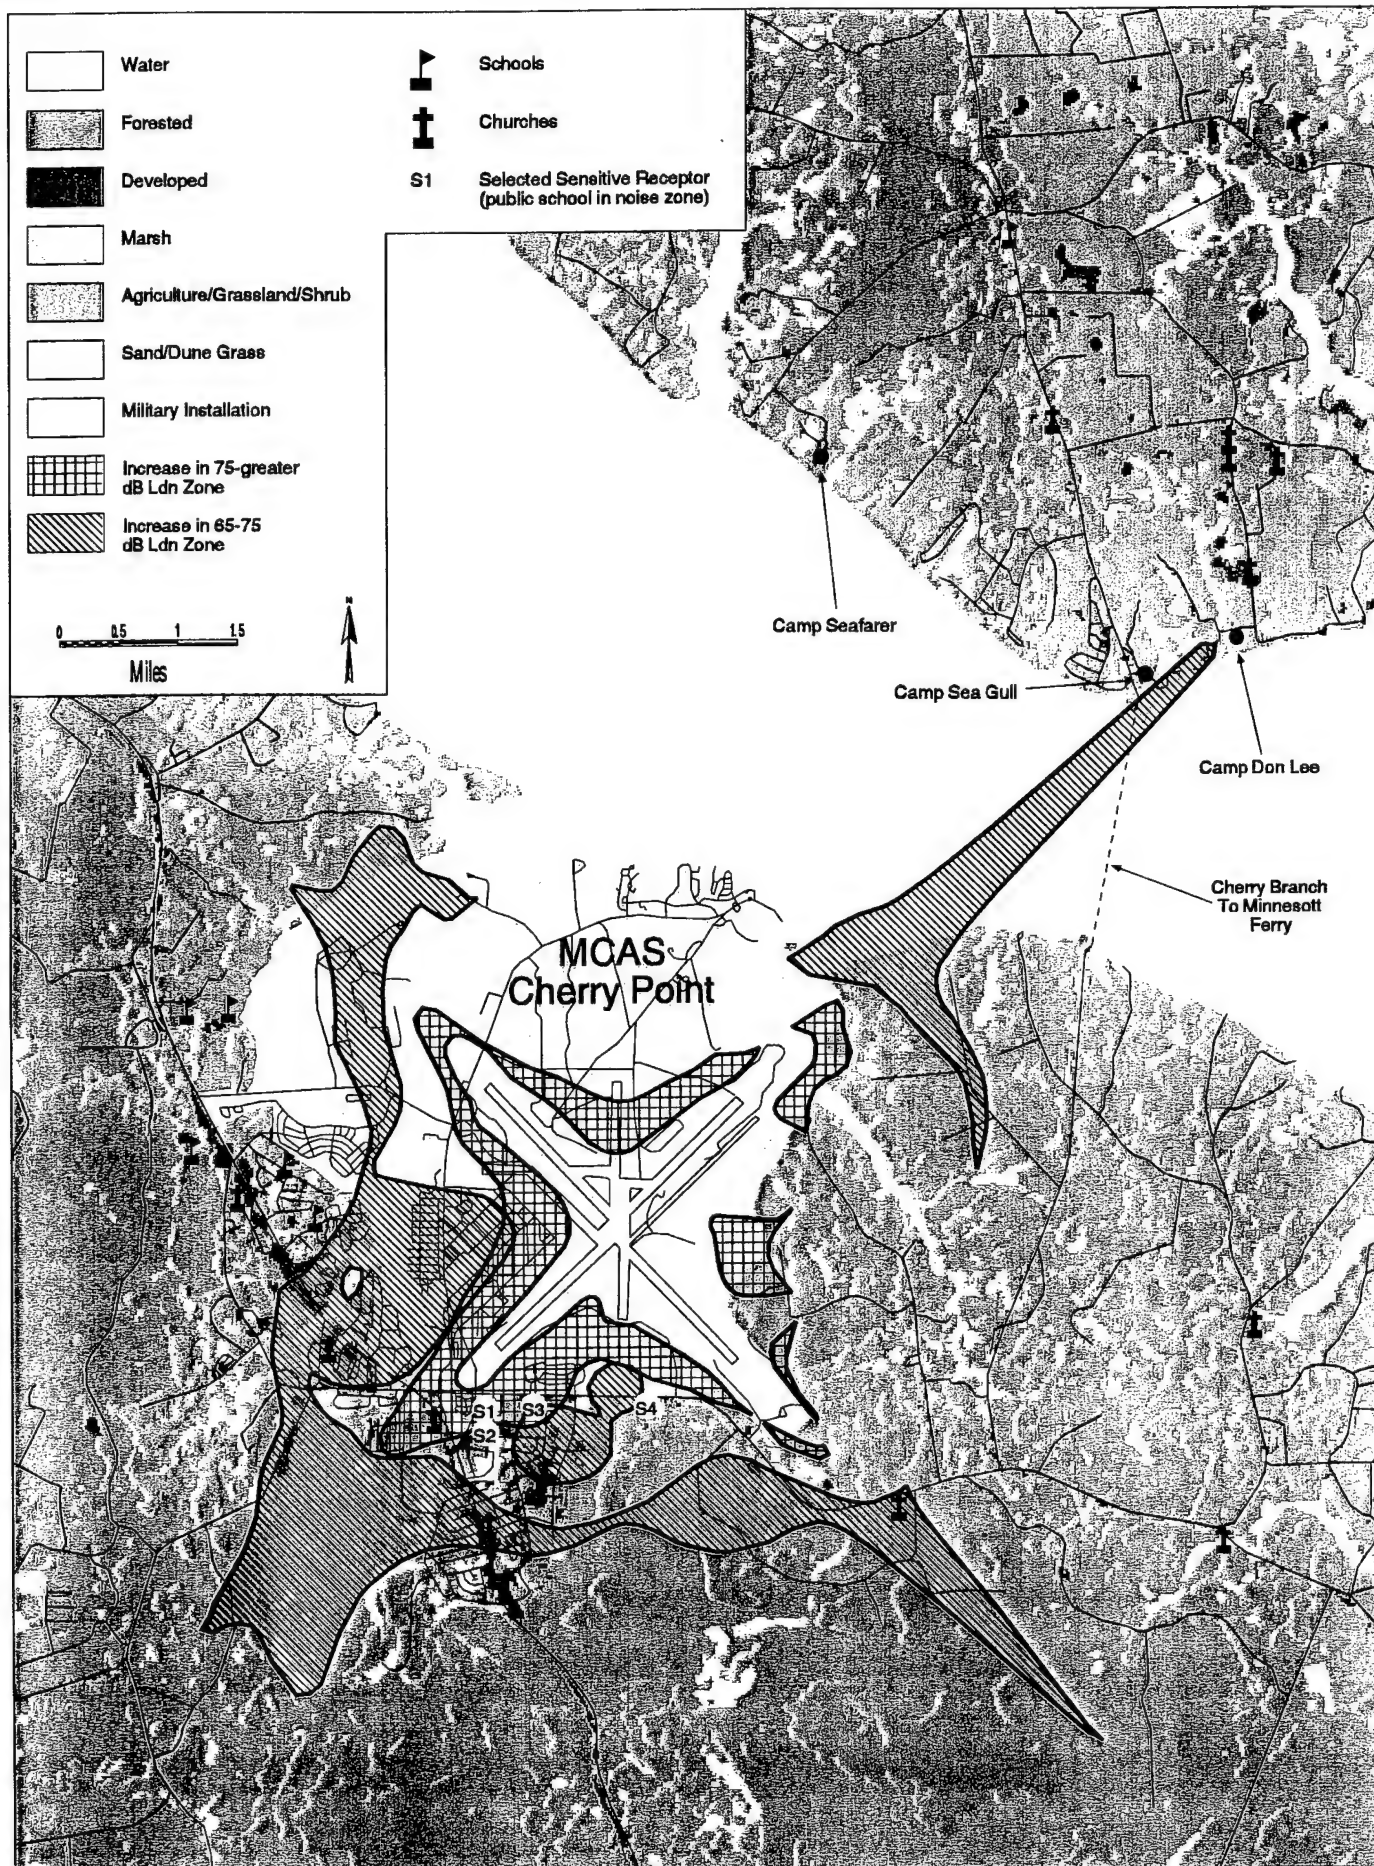 Water
Forested
Developed
Marsh
Agriculture/Grassland/Shrub
Sand/Dune Grass
Military Installation
Increase in 75-greater
dB Ldn Zone
Increase in 65-75
dB Ldn Zone
Schools
Churches
S1 Selected Sensitive Receptor
(public school in noise zone)
N
0 0.5 1 1.5
Miles
Camp Seafarer
Camp Sea Gull
Camp Don Lee
Cherry Branch
To Minnesott
Ferry
MCAS
Cherry Point
S1 S3 S4
S2